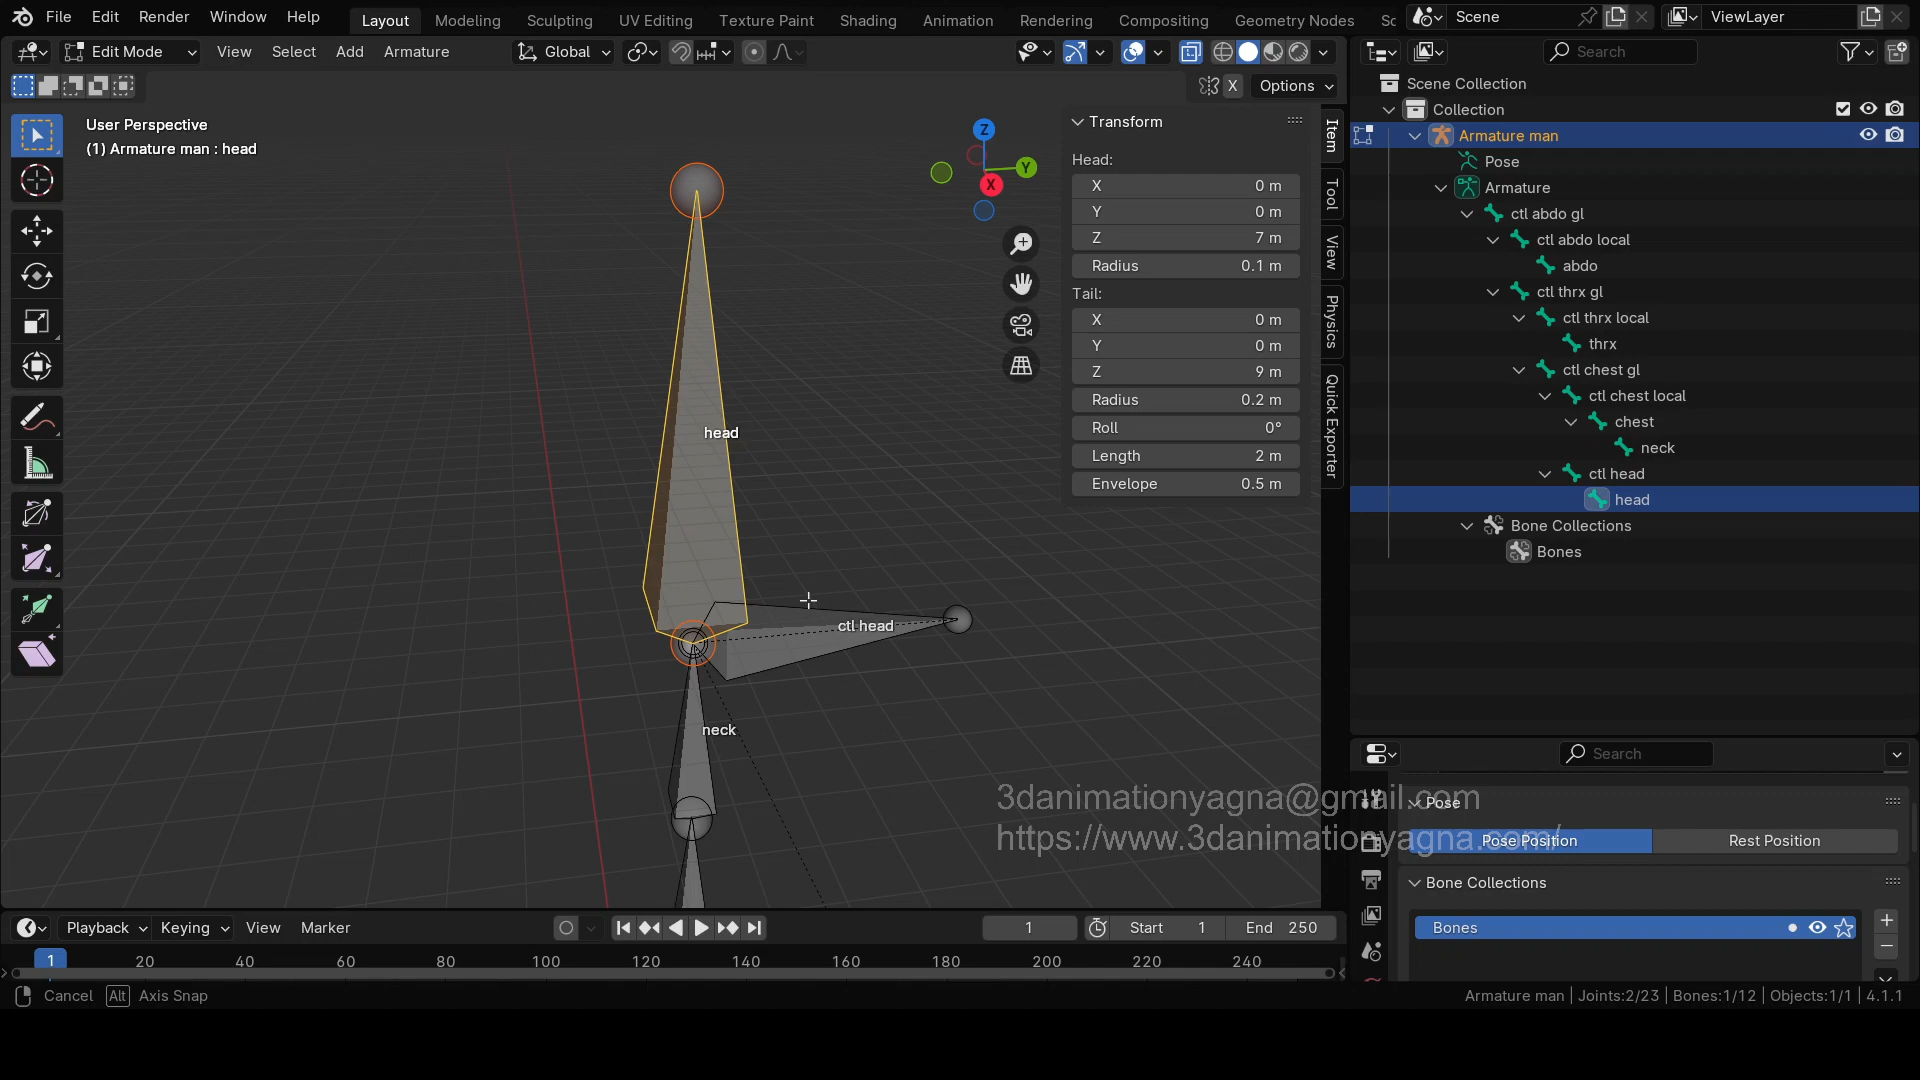 File Edit Render Window Help Layout Modeling Sculpting UV Editing Texture Paint Shading Animation Rendering Compositing Geometry Nodes Sc Scene ViewLayer
Edit Mode View Select Add Armature Global Search
X Options
User Perspective
(1) Armature man : head
Z
Y
X
head
ctl head
neck
Transform
Head:
X 0 m
Y 0 m
Z 7 m
Radius 0.1 m
Tail:
X 0 m
Y 0 m
Z 9 m
Radius 0.2 m
Roll 0°
Length 2 m
Envelope 0.5 m
Item
Tool
View
Physics
Quick Exporter
Scene Collection
Collection
Armature man
Pose
Armature
ctl abdo gl
ctl abdo local
abdo
ctl thrx gl
ctl thrx local
thrx
ctl chest gl
ctl chest local
chest
neck
ctl head
head
Bone Collections
Bones
Search
Pose
Pose Position Rest Position
Bone Collections
Bones
3danimationyagna@gmail.com
https://www.3danimationyagna.com/
Playback Keying View Marker 1 Start 1 End 250
1 20 40 60 80 100 120 140 160 180 200 220 240
Cancel Alt Axis Snap Armature man | Joints:2/23 | Bones:1/12 | Objects:1/1 | 4.1.1